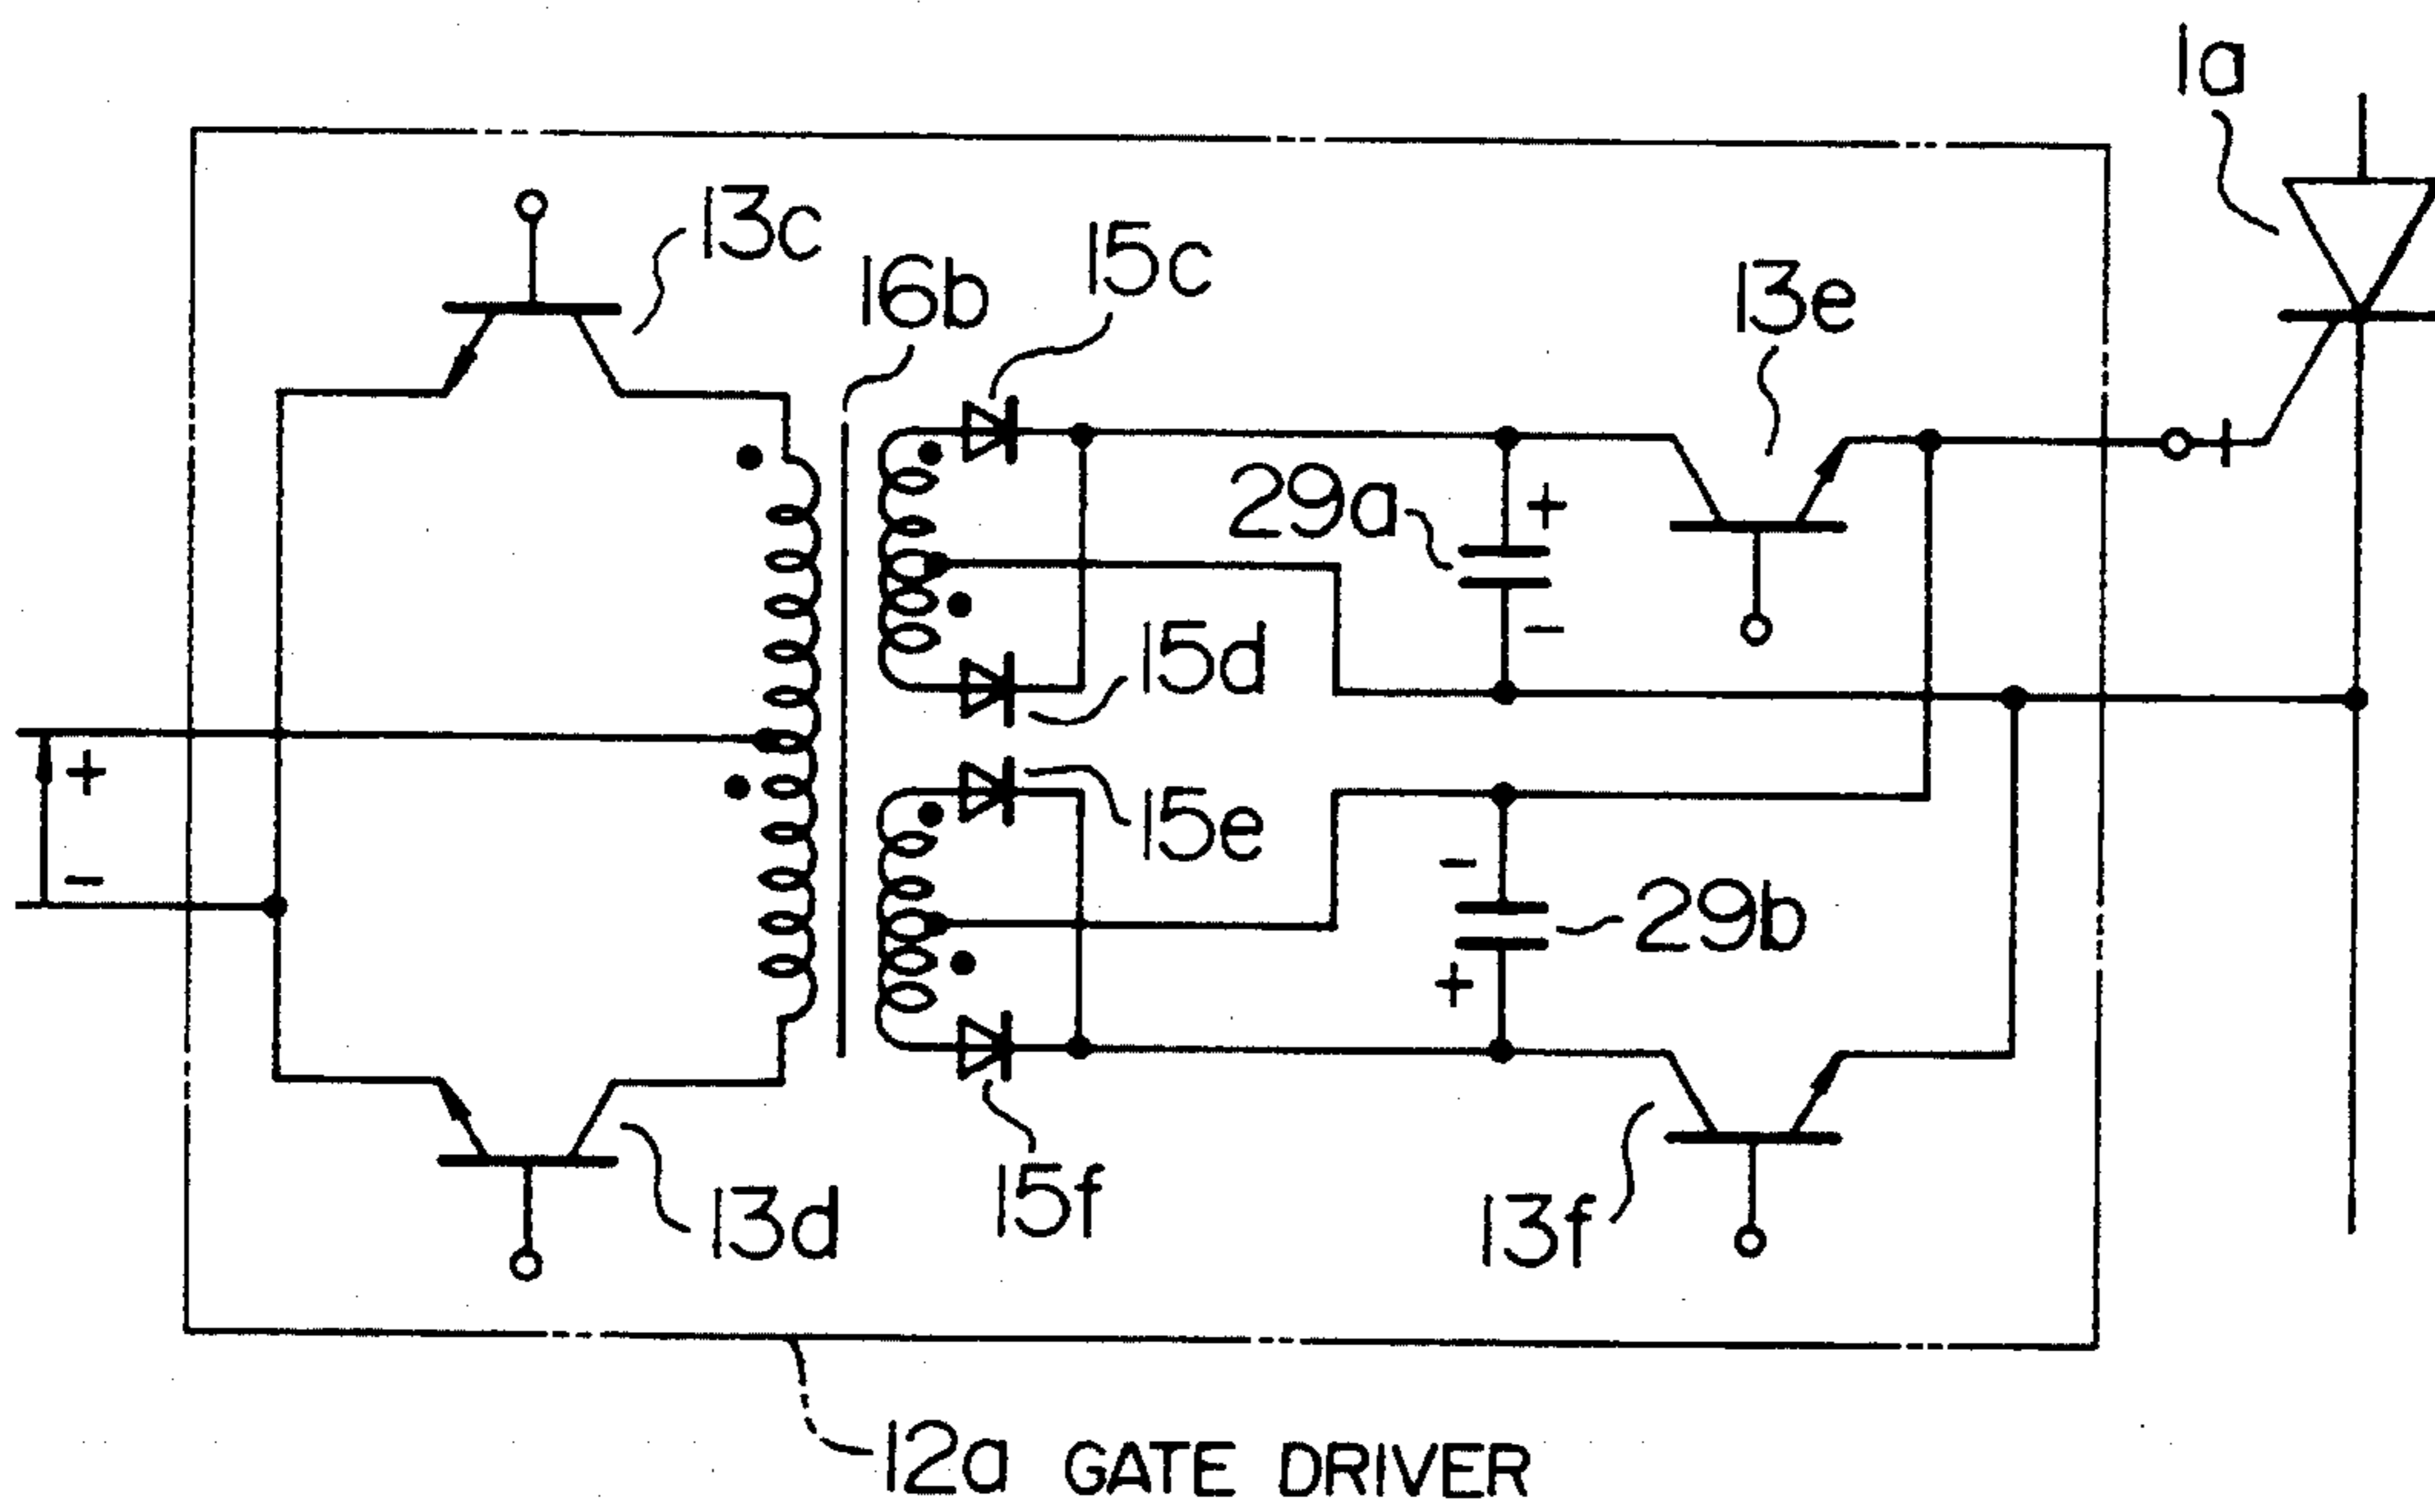 1a
13c
15c
16b
13e
29a
+
-
15d
+
-
15e
-
29b
+
15f
13d
13f
12a GATE DRIVER